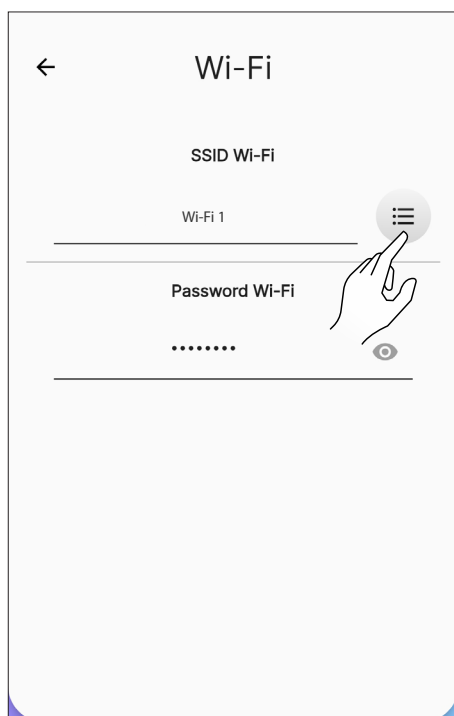 Wi-Fi
SSID Wi-Fi
Wi-Fi 1
Password Wi-Fi
••••••••